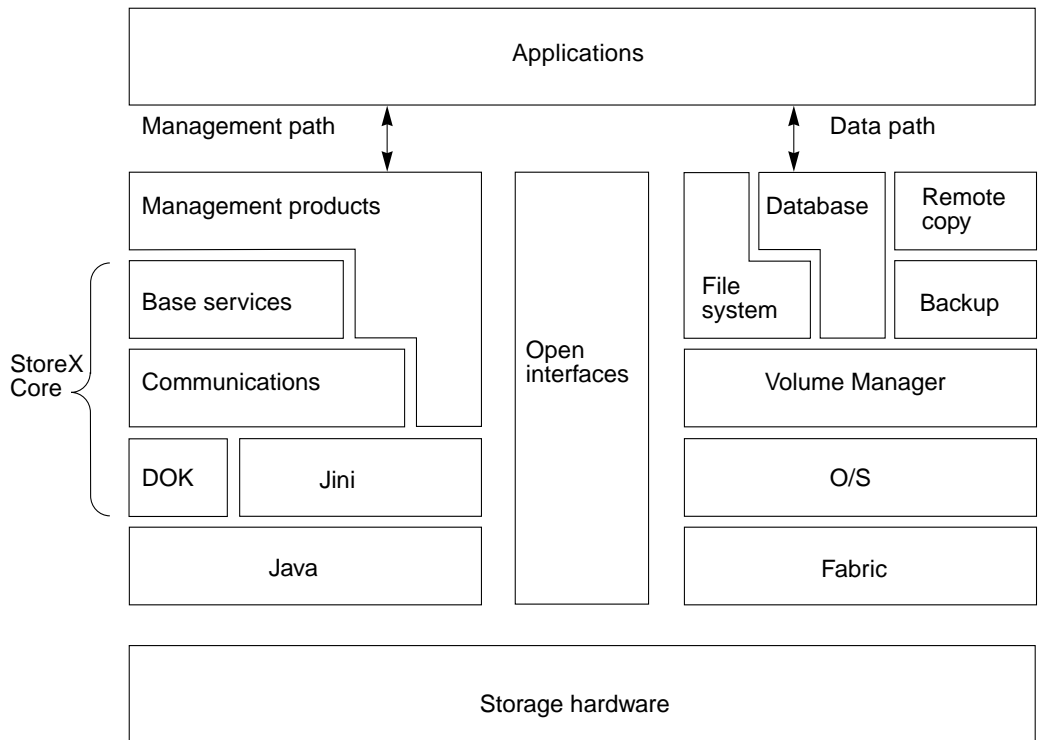 Applications
Management path
Data path
Management products
Database
Remote
copy
Base services
File
system
Backup
StoreX
Core
Communications
Open
interfaces
Volume Manager
DOK
Jini
O/S
Java
Fabric
Storage hardware